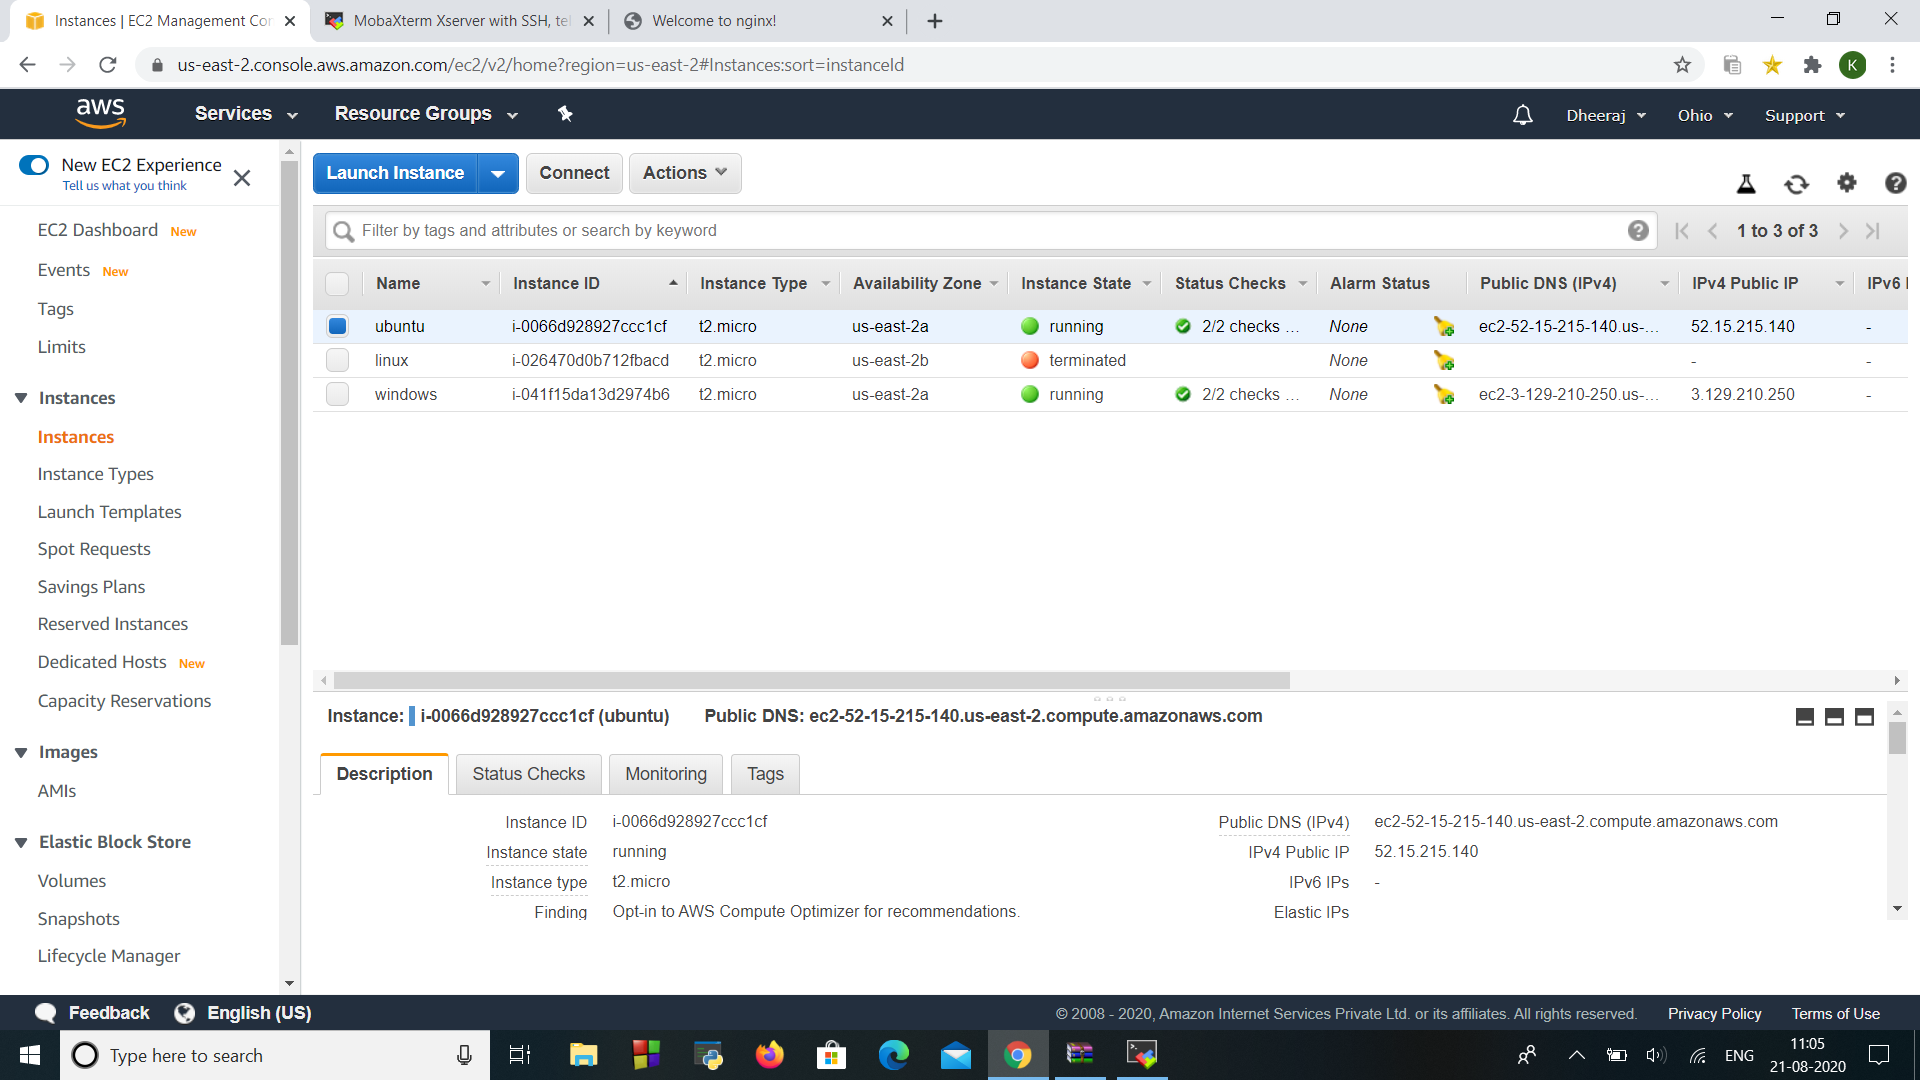 Instances | EC2 Management Con
MobaXterm Xserver with SSH, tel
Welcome to nginx!
us-east-2.console.aws.amazon.com/ec2/v2/home?region=us-east-2#Instances:sort=instanceId
K
aws
Services
Resource Groups
Dheeraj
Ohio
Support
New EC2 Experience
Tell us what you think
EC2 Dashboard New
Events New
Tags
Limits
Instances
Instances
Instance Types
Launch Templates
Spot Requests
Savings Plans
Reserved Instances
Dedicated Hosts New
Capacity Reservations
Images
AMIs
Elastic Block Store
Volumes
Snapshots
Lifecycle Manager
Launch Instance
Connect
Actions
Filter by tags and attributes or search by keyword
1 to 3 of 3
Name Instance ID Instance Type Availability Zone Instance State Status Checks Alarm Status Public DNS (IPv4) IPv4 Public IP IPv6 I
ubuntu i-0066d928927ccc1cf t2.micro us-east-2a running 2/2 checks ... None ec2-52-15-215-140.us-... 52.15.215.140 -
linux i-026470d0b712fbacd t2.micro us-east-2b terminated None - -
windows i-041f15da13d2974b6 t2.micro us-east-2a running 2/2 checks ... None ec2-3-129-210-250.us-... 3.129.210.250 -
Instance: i-0066d928927ccc1cf (ubuntu) Public DNS: ec2-52-15-215-140.us-east-2.compute.amazonaws.com
Description
Status Checks
Monitoring
Tags
Instance ID i-0066d928927ccc1cf
Instance state running
Instance type t2.micro
Finding Opt-in to AWS Compute Optimizer for recommendations.
Public DNS (IPv4) ec2-52-15-215-140.us-east-2.compute.amazonaws.com
IPv4 Public IP 52.15.215.140
IPv6 IPs -
Elastic IPs
Feedback
English (US)
© 2008 - 2020, Amazon Internet Services Private Ltd. or its affiliates. All rights reserved.
Privacy Policy
Terms of Use
Type here to search
ENG
11:05
21-08-2020